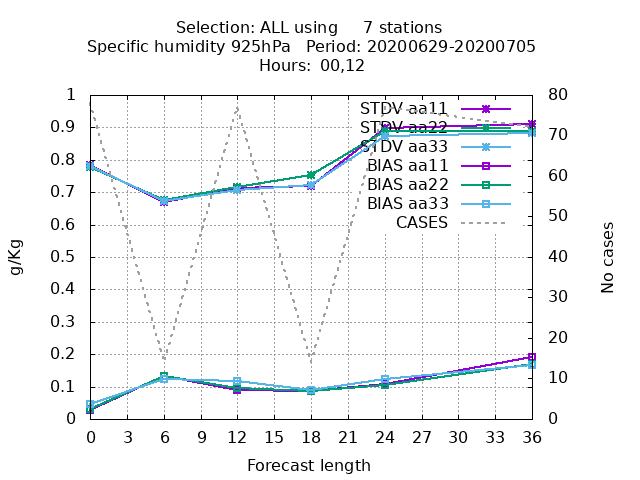 Selection: ALL using     7 stations
Specific humidity 925hPa   Period: 20200629-20200705
Hours:  00,12
g/Kg
No cases
1
0.9
0.8
0.7
0.6
0.5
0.4
0.3
0.2
0.1
0
80
70
60
50
40
30
20
10
0
STDV aa11
STDV aa22
STDV aa33
BIAS aa11
BIAS aa22
BIAS aa33
CASES
0 3 6 9 12 15 18 21 24 27 30 33 36
Forecast length